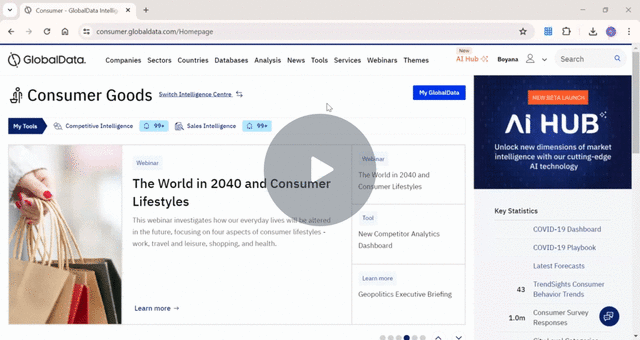 Consumer - GlobalData Intellig
consumer.globaldata.com/Homepage
GlobalData.
Companies Sectors Countries Databases Analysis News Tools Services Webinars Themes
New
AI Hub
Boyana
Search
Consumer Goods
Switch Intelligence Centre
My GlobalData
My Tools
Competitive Intelligence
99+
Sales Intelligence
99+
Webinar
The World in 2040 and Consumer
Lifestyles
This webinar investigates how our everyday lives will be altered
in the future, focusing on four aspects of consumer lifestyles -
work, travel and leisure, shopping, and health.
Learn more →
Webinar
The World in 2040 and
Consumer Lifestyles
Tool
New Competitor Analytics
Dashboard
Learn more
Geopolitics Executive Briefing
NEW BETA LAUNCH
AI HUB
Unlock new dimensions of market
intelligence with our cutting-edge
AI technology
Key Statistics
COVID-19 Dashboard
COVID-19 Playbook
Latest Forecasts
43 TrendSights Consumer
Behavior Trends
1.0m Consumer Survey
Responses